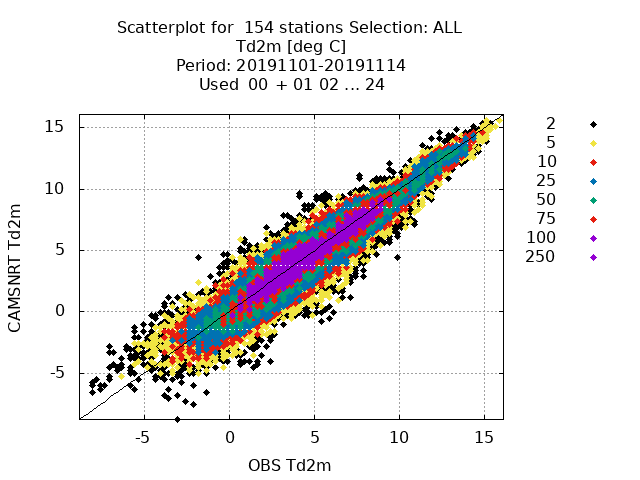 Scatterplot for 154 stations Selection: ALL
Td2m [deg C]
Period: 20191101-20191114
Used 00 + 01 02 ... 24
2
5
10
25
50
75
100
250
15
10
5
0
-5
CAMSNRT Td2m
-5 0 5 10 15
OBS Td2m